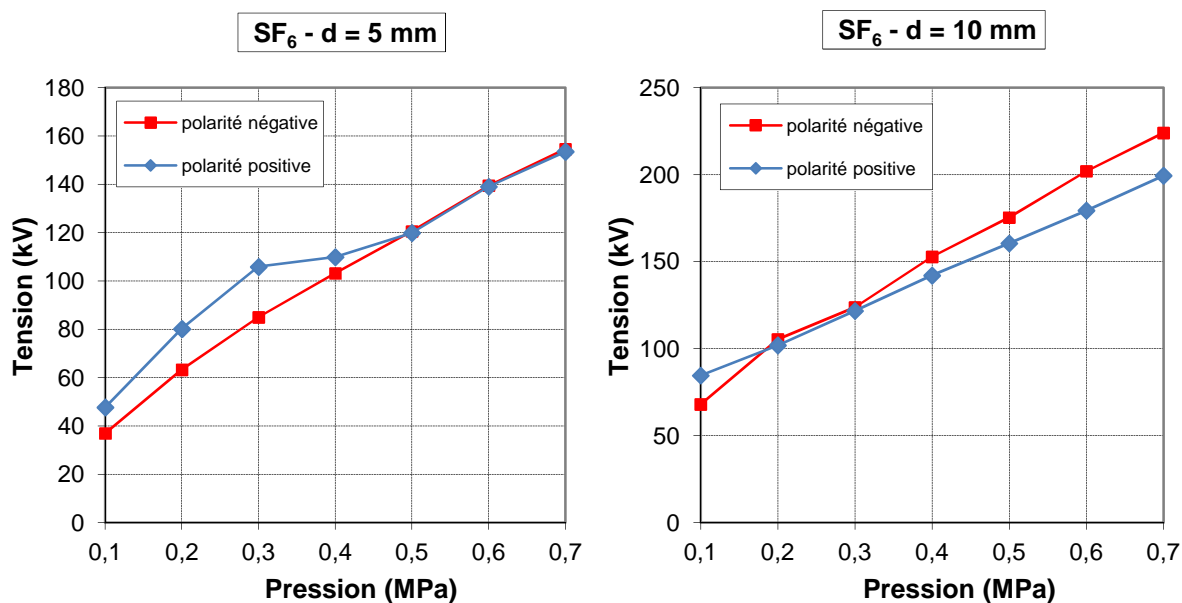 SF₆ - d = 5 mm
180
160
140
120
100
80
60
40
20
0
Tension (kV)
polarité négative
polarité positive
0,1 0,2 0,3 0,4 0,5 0,6 0,7
Pression (MPa)
SF₆ - d = 10 mm
250
200
150
100
50
0
Tension (kV)
polarité négative
polarité positive
0,1 0,2 0,3 0,4 0,5 0,6 0,7
Pression (MPa)